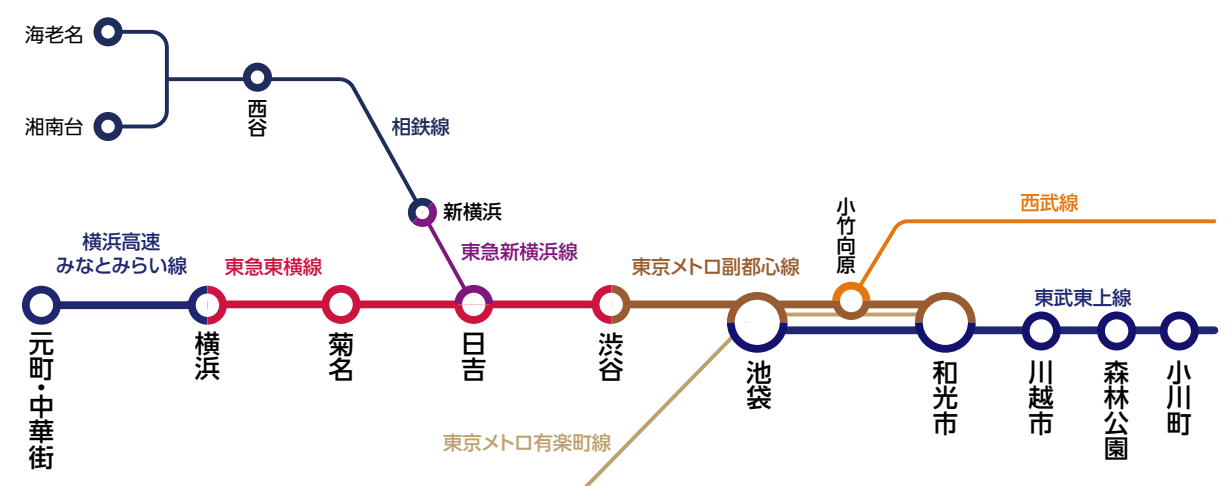 海老名
湘南台
西谷
相鉄線
新横浜
横浜高速
みなとみらい線
東急東横線
東急新横浜線
東京メトロ副都心線
小竹向原
西武線
東武東上線
元町・中華街
横浜
菊名
日吉
渋谷
池袋
和光市
川越市
森林公園
小川町
東京メトロ有楽町線